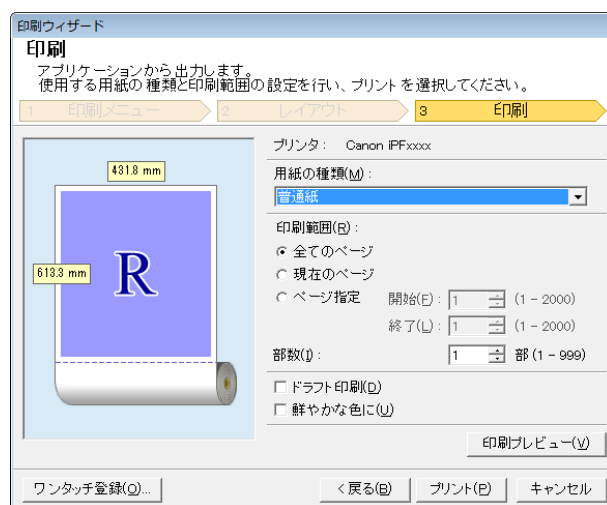 印刷ウィザード
印刷
アプリケーションから出力します。
使用する用紙の種類と印刷範囲の設定を行い、プリントを選択してください。
1 印刷メニュー 2 レイアウト 3 印刷
プリンタ: Canon iPFxxxx
用紙の種類(M):
普通紙
431.8 mm
613.3 mm
R
印刷範囲(R):
全てのページ
現在のページ
ページ指定 開始(F): 1 (1 - 2000)
終了(L): 1 (1 - 2000)
部数(I): 1 部(1 - 999)
ドラフト印刷(D)
鮮やかな色に(U)
印刷プレビュー(V)
ワンタッチ登録(O)... <戻る(B) プリント(P) キャンセル